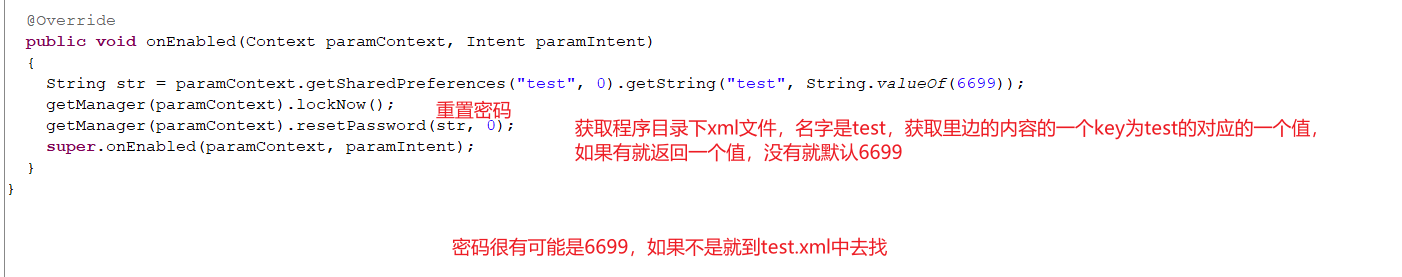 @Override
public void onEnabled(Context paramContext, Intent paramIntent)
{
String str = paramContext.getSharedPreferences("test", 0).getString("test", String.valueOf(6699));
getManager(paramContext).lockNow();
重置密码
getManager(paramContext).resetPassword(str, 0);
获取程序目录下xml文件，名字是test，获取里边的内容的一个key为test的对应的一个值，
如果有就返回一个值，没有就默认6699
super.onEnabled(paramContext, paramIntent);
}
}
密码很有可能是6699，如果不是就到test.xml中去找